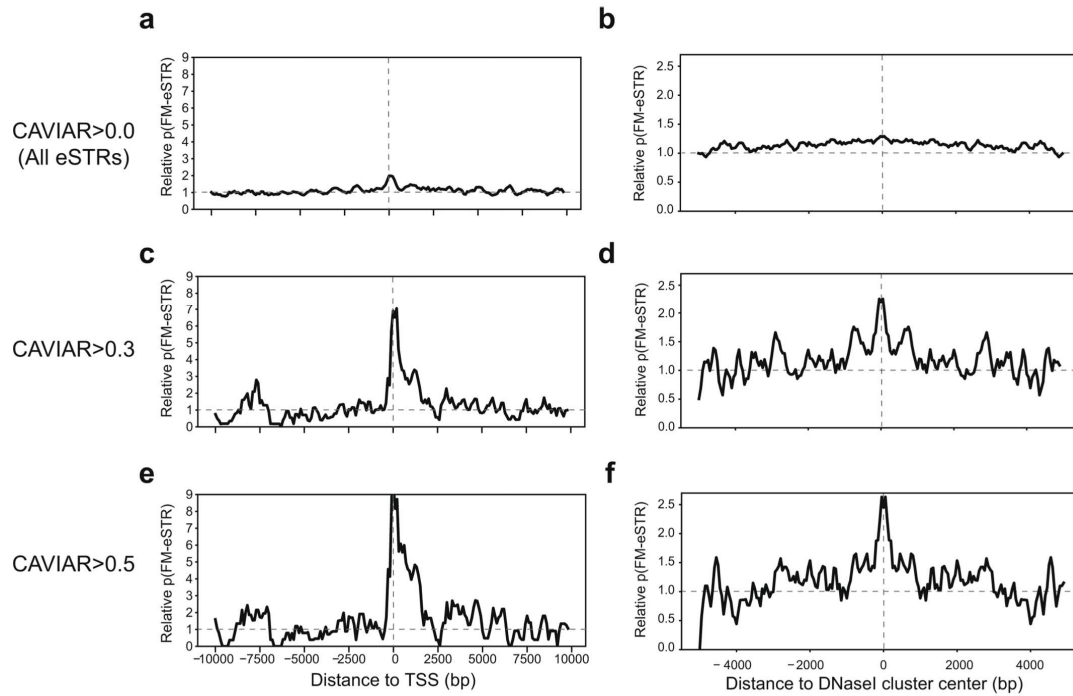 a
b
CAVIAR>0.0
(All eSTRs)
Relative p(FM-eSTR)
9
8
7
6
5
4
3
2
1
0
Relative p(FM-eSTR)
2.5
2.0
1.5
1.0
0.5
0.0
c
d
CAVIAR>0.3
Relative p(FM-eSTR)
9
8
7
6
5
4
3
2
1
0
Relative p(FM-eSTR)
2.5
2.0
1.5
1.0
0.5
0.0
e
f
CAVIAR>0.5
Relative p(FM-eSTR)
9
8
7
6
5
4
3
2
1
0
−10000 −7500 −5000 −2500 0 2500 5000 7500 10000
Distance to TSS (bp)
Relative p(FM-eSTR)
2.5
2.0
1.5
1.0
0.5
0.0
−4000 −2000 0 2000 4000
Distance to DNaseI cluster center (bp)